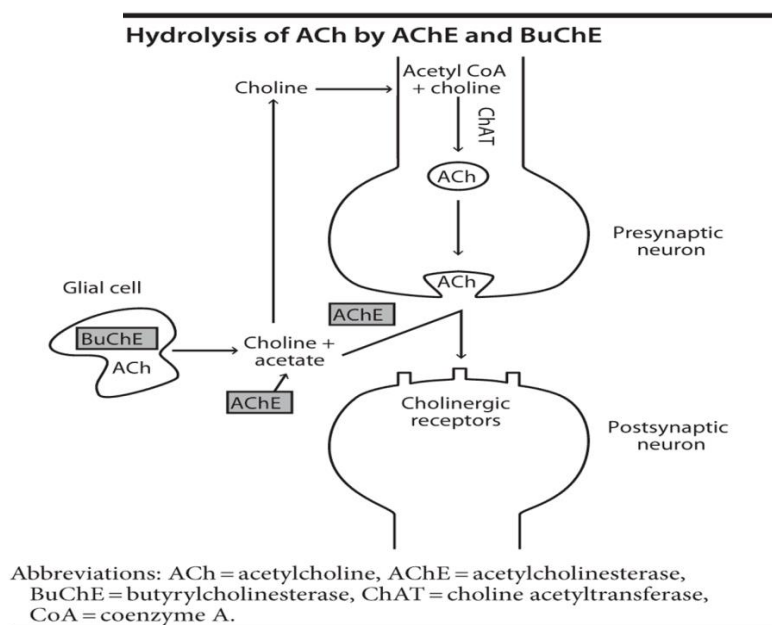 Hydrolysis of ACh by AChE and BuChE
Choline
Acetyl CoA
+ choline
ChAT
ACh
Presynaptic
neuron
ACh
Glial cell
AChE
BuChE
ACh
Choline +
acetate
AChE
Cholinergic
receptors
Postsynaptic
neuron
Abbreviations: ACh = acetylcholine, AChE = acetylcholinesterase,
BuChE = butyrylcholinesterase, ChAT = choline acetyltransferase,
CoA = coenzyme A.